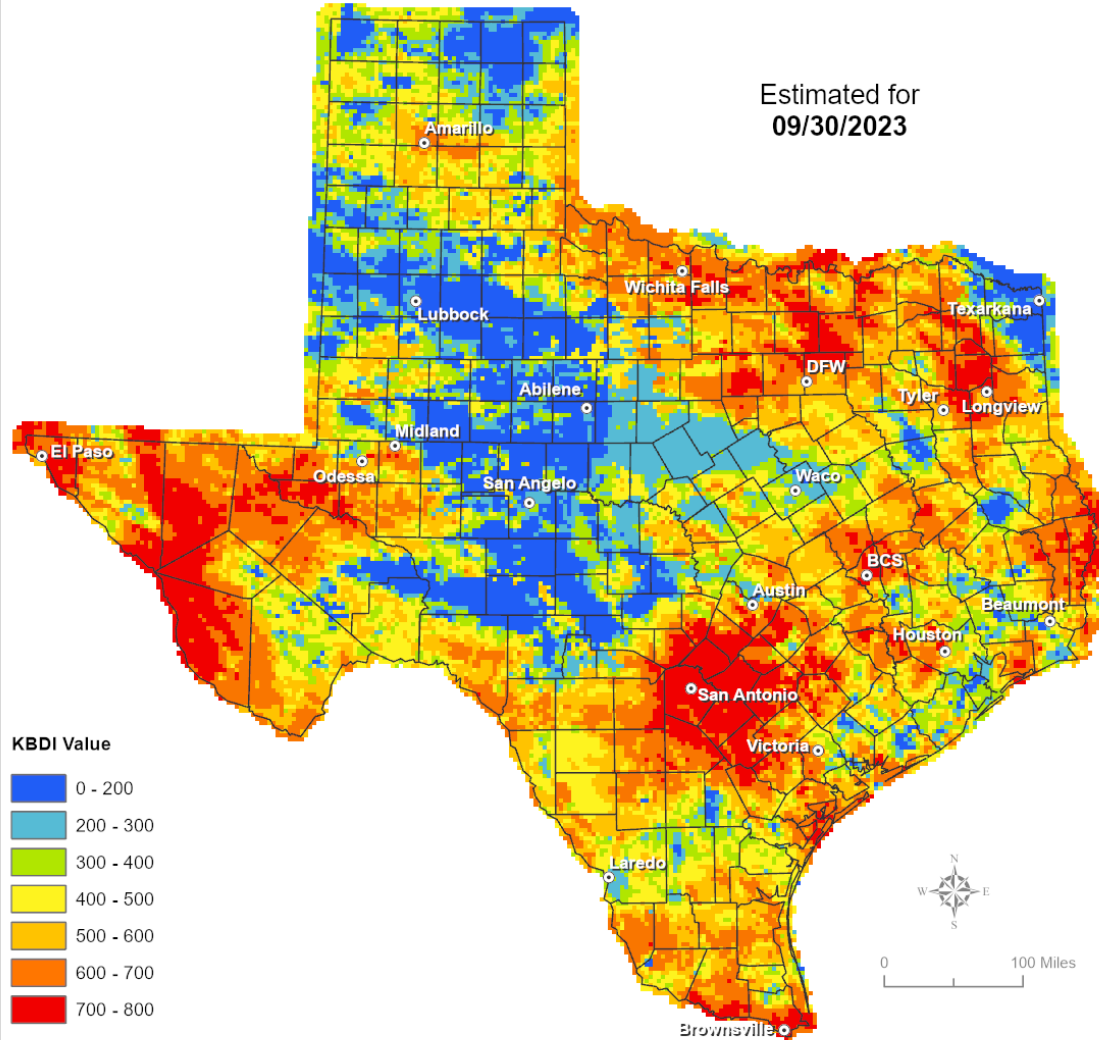 Estimated for
09/30/2023
Amarillo
Wichita Falls
Lubbock
Texarkana
DFW
Abilene
Tyler
Longview
Midland
El Paso
Odessa
Waco
San Angelo
BCS
Austin
Beaumont
Houston
San Antonio
Victoria
Laredo
Brownsville
KBDI Value
0 - 200
200 - 300
300 - 400
400 - 500
500 - 600
600 - 700
700 - 800
N
W E
S
0 100 Miles